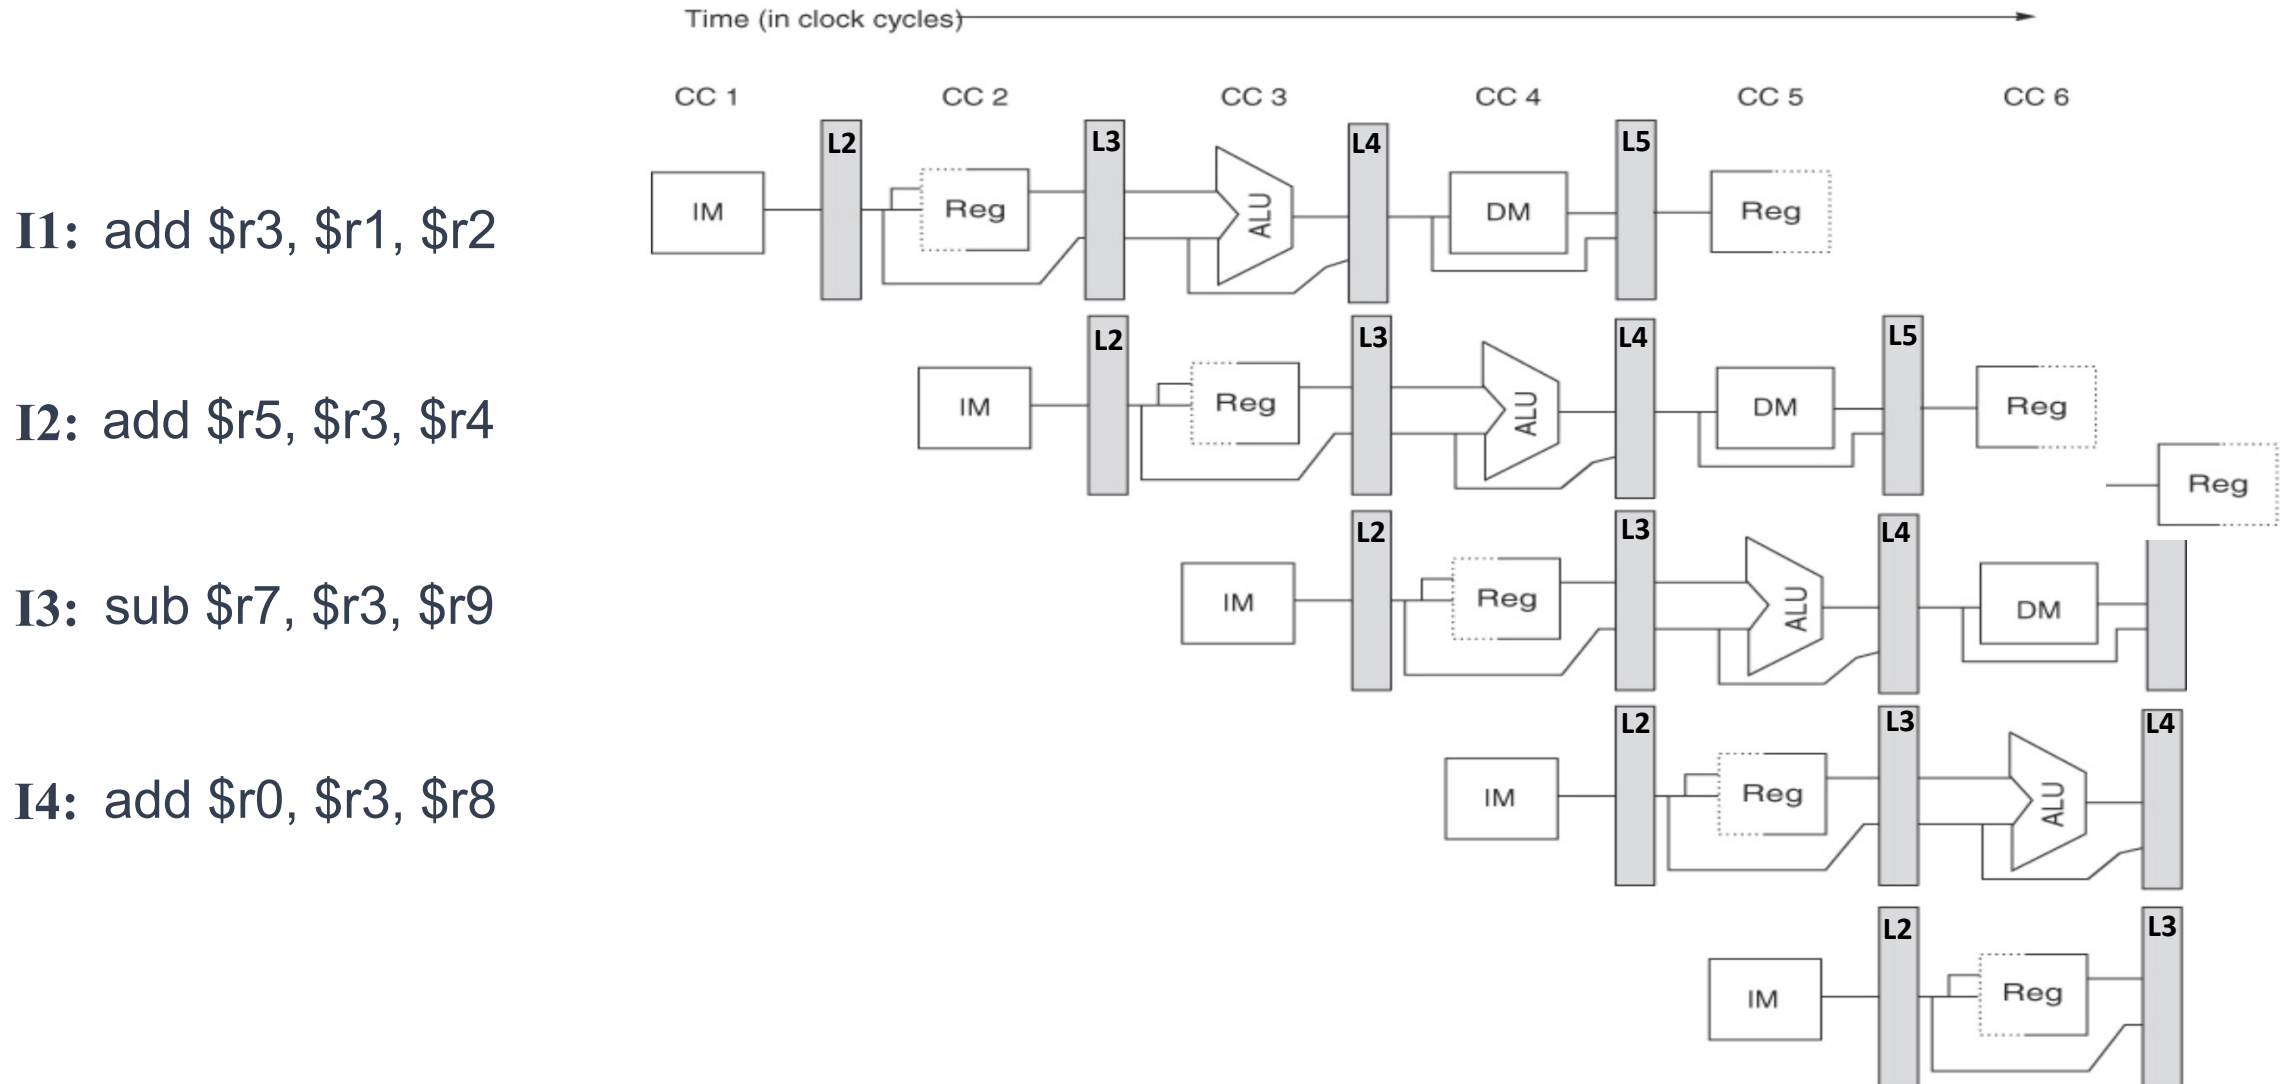 Time (in clock cycles)
CC 1 CC 2 CC 3 CC 4 CC 5 CC 6
I1: add $r3, $r1, $r2
IM L2 Reg L3 ALU L4 DM L5 Reg
I2: add $r5, $r3, $r4
IM L2 Reg L3 ALU L4 DM L5 Reg
Reg
I3: sub $r7, $r3, $r9
IM L2 Reg L3 ALU L4 DM
I4: add $r0, $r3, $r8
IM L2 Reg L3 ALU L4
IM L2 Reg L3